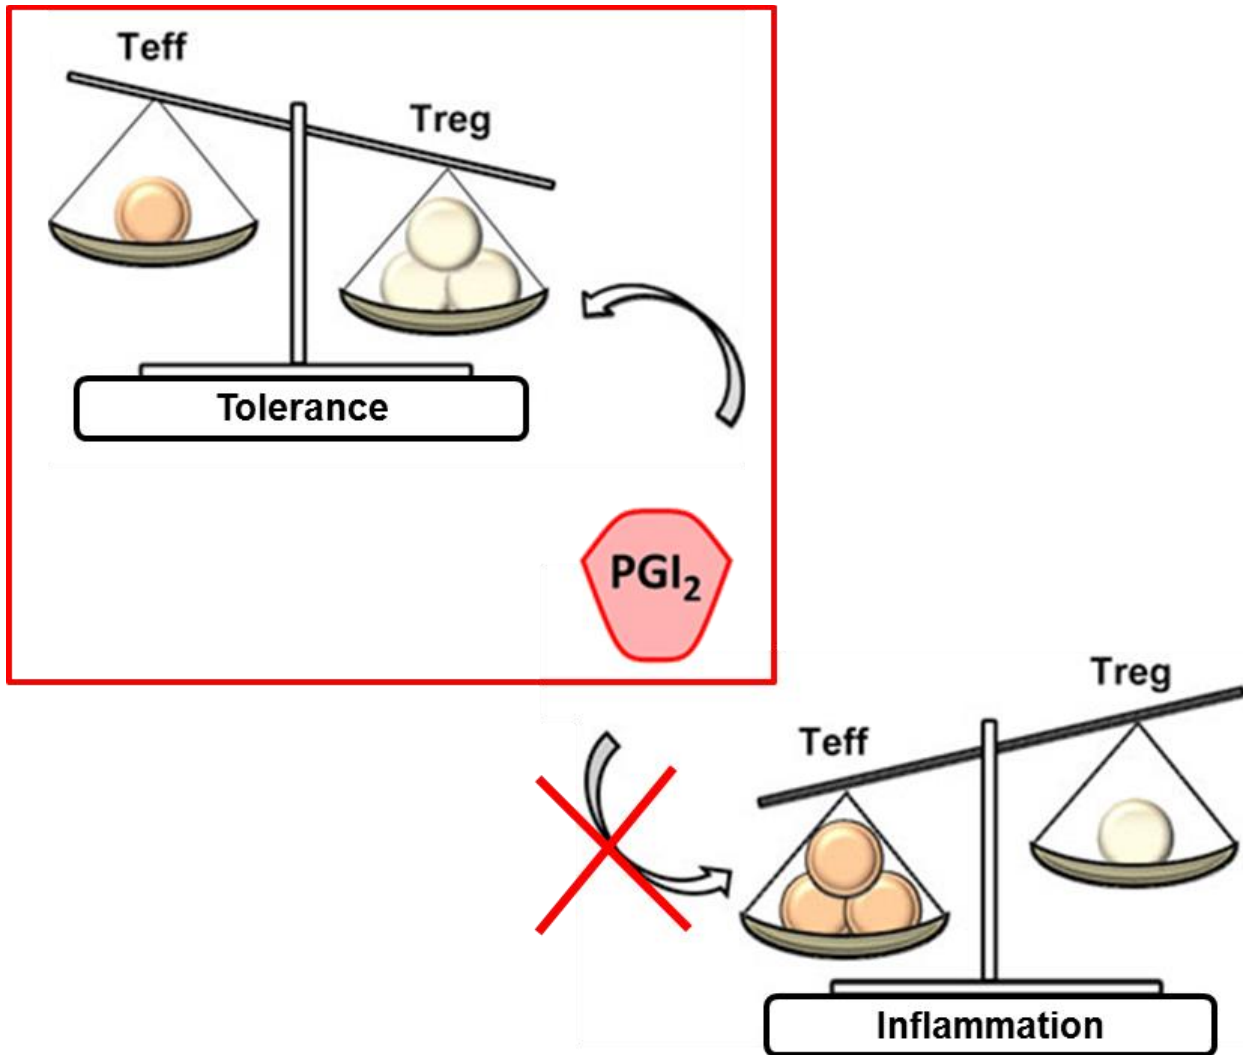 Teff
Treg
Tolerance
PGI₂
Treg
Teff
Inflammation